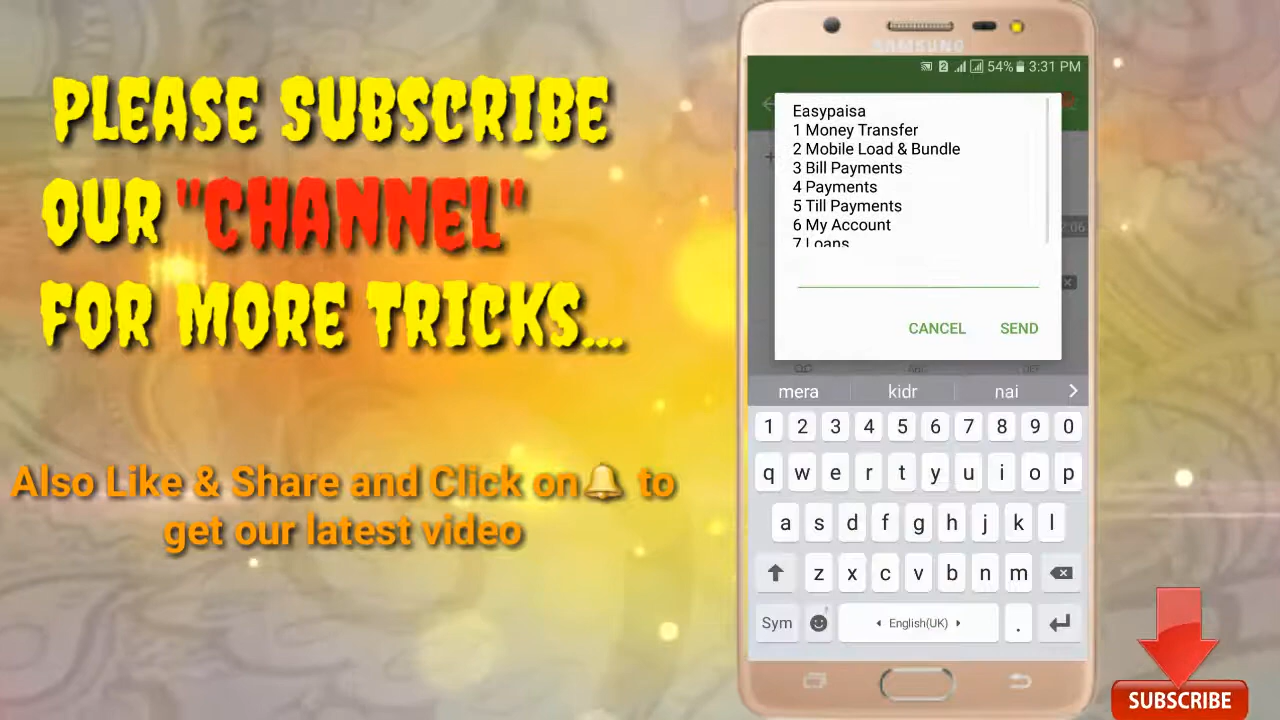 PLEASE SUBSCRIBE
OUR "CHANNEL"
FOR MORE TRICKS...
Also Like & Share and Click on🔔 to
get our latest video
SAMSUNG
2 54% 3:31 PM
Easypaisa
1 Money Transfer
2 Mobile Load & Bundle
3 Bill Payments
4 Payments
5 Till Payments
6 My Account
7 Loans
CANCEL SEND
mera kidr nai >
1 2 3 4 5 6 7 8 9 0
q w e r t y u i o p
a s d f g h j k l
z x c v b n m
Sym English(UK) .
SUBSCRIBE